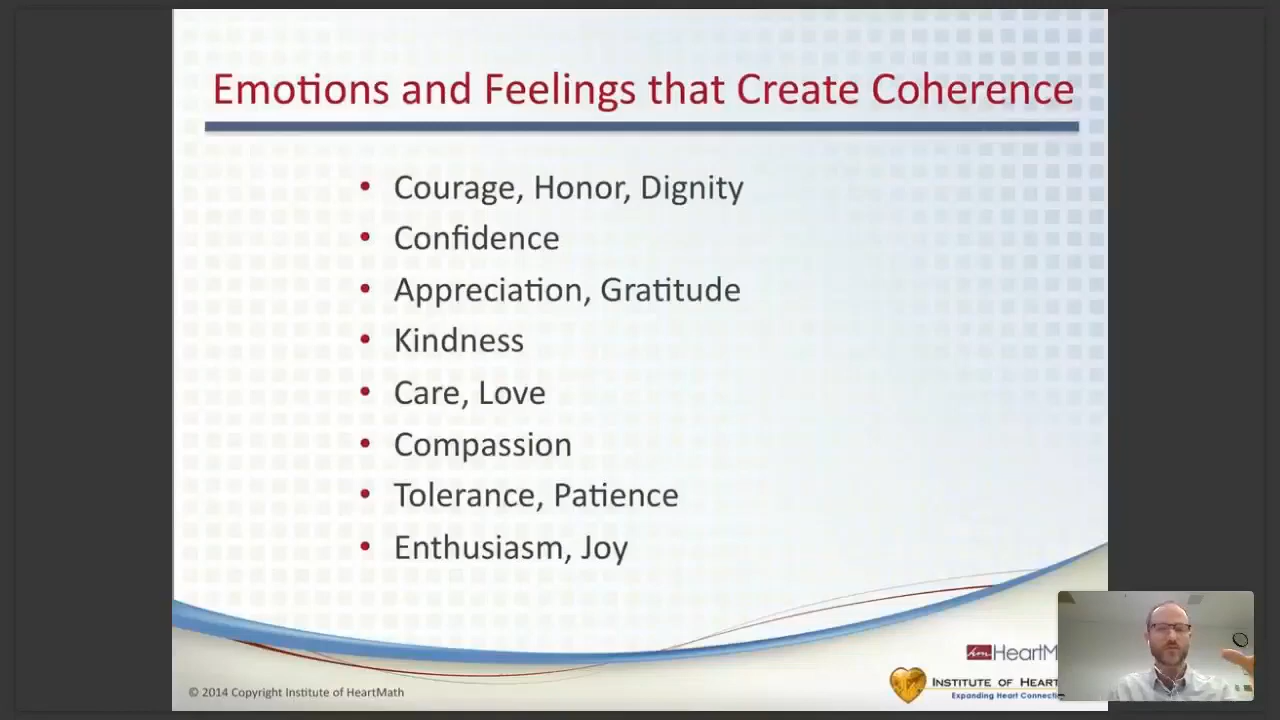 Emotions and Feelings that Create Coherence
• Courage, Honor, Dignity
• Confidence
• Appreciation, Gratitude
• Kindness
• Care, Love
• Compassion
• Tolerance, Patience
• Enthusiasm, Joy
hm HeartM
INSTITUTE OF HEART
Expanding Heart
© 2014 Copyright Institute of HeartMath